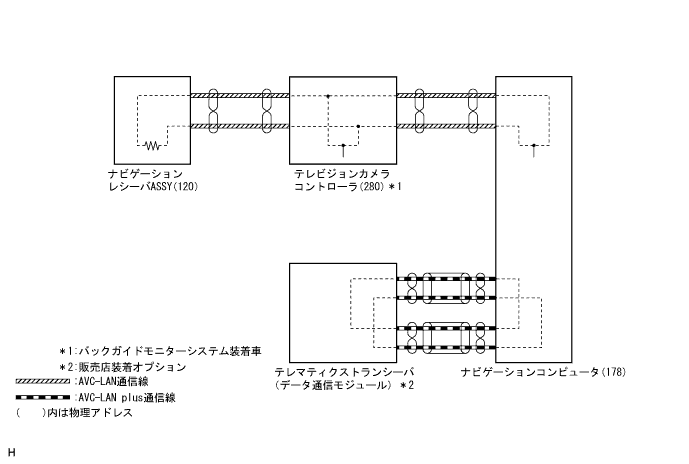 ナビゲーション
レシーバASSY(120)
テレビジョンカメラ
コントローラ(280)＊1
テレマティクストランシーバ
(データ通信モジュール) ＊2
ナビゲーションコンピュータ(178)
＊1:バックガイドモニターシステム装着車
＊2:販売店装着オプション
:AVC-LAN通信線
:AVC-LAN plus通信線
(　　)内は物理アドレス
H